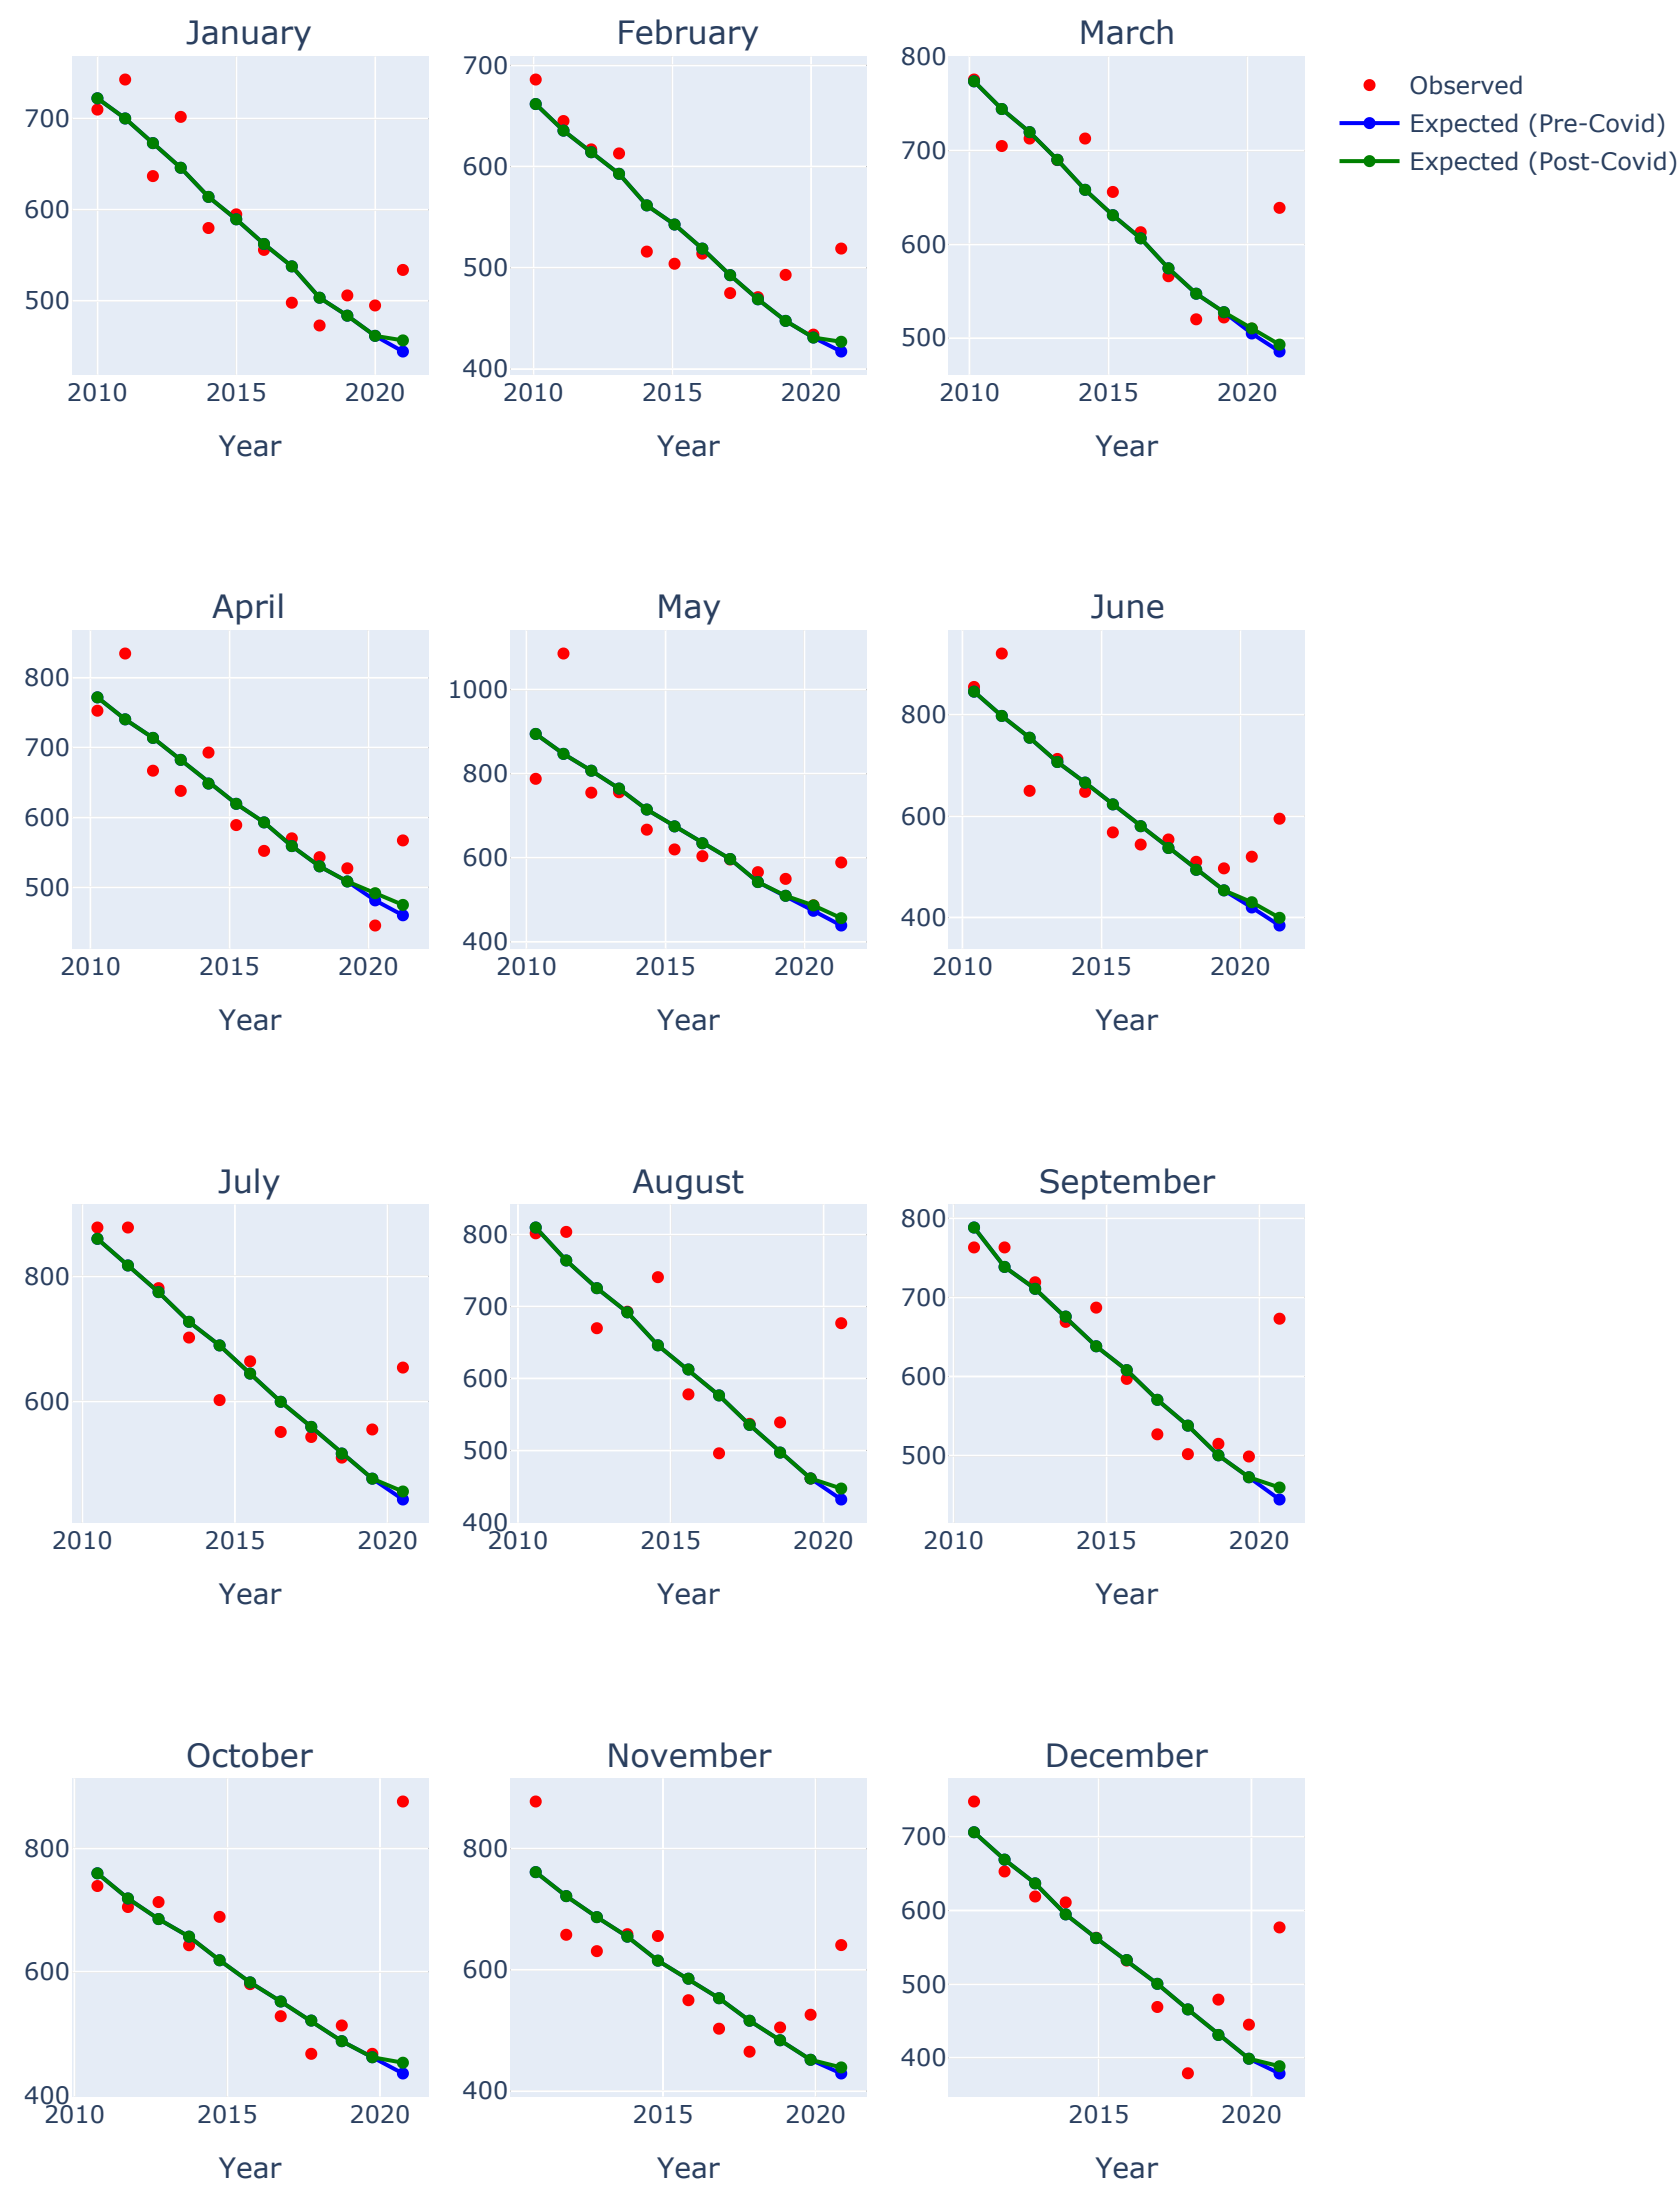 January February March
700
600
500
2010 2015 2020
Year
700
600
500
400
2010 2015 2020
Year
800
700
600
500
2010 2015 2020
Year
Observed
Expected (Pre-Covid)
Expected (Post-Covid)
April May June
800
700
600
500
2010 2015 2020
Year
1000
800
600
400
2010 2015 2020
Year
800
600
400
2010 2015 2020
Year
July August September
800
600
2010 2015 2020
Year
800
700
600
500
400
2010 2015 2020
Year
800
700
600
500
2010 2015 2020
Year
October November December
800
600
400
2010 2015 2020
Year
800
600
400
2015 2020
Year
700
600
500
400
2015 2020
Year